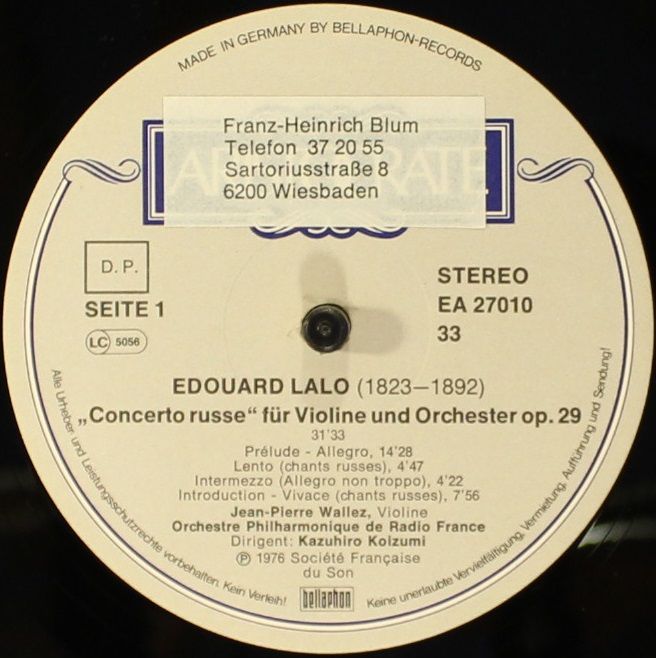 MADE IN GERMANY BY BELLAPHON-RECORDS
Franz-Heinrich Blum
Telefon 37 20 55
Sartoriusstraße 8
6200 Wiesbaden
D. P.
SEITE 1
LC 5056
STEREO
EA 27010
33
EDOUARD LALO (1823—1892)
„Concerto russe“ für Violine und Orchester op. 29
31'33
Prélude - Allegro, 14'28
Lento (chants russes), 4'47
Intermezzo (Allegro non troppo), 4'22
Introduction - Vivace (chants russes), 7'56
Jean-Pierre Wallez, Violine
Orchestre Philharmonique de Radio France
Dirigent: Kazuhiro Koizumi
℗ 1976 Société Française
du Son
bellaphon
Alle Urheber und Leistungsschutzrechte vorbehalten. Kein Verleih! Keine unerlaubte Vervielfältigung, Vermietung, Aufführung und Sendung!